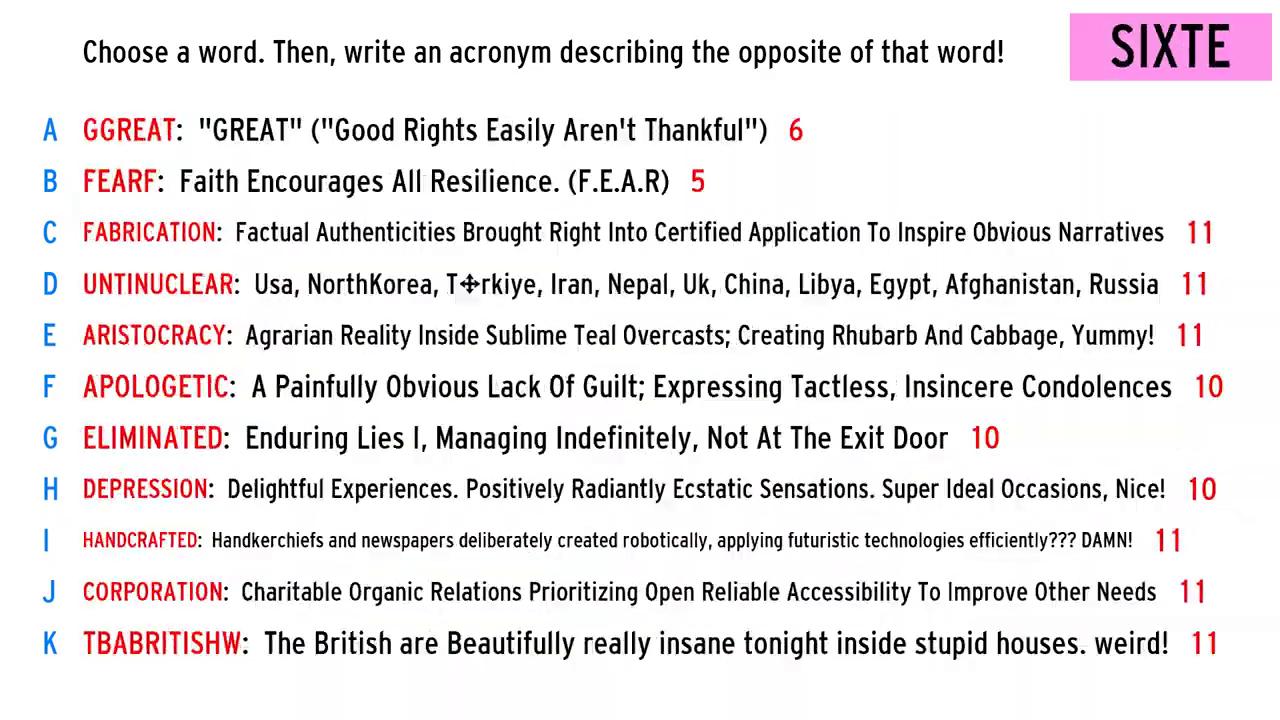 Choose a word. Then, write an acronym describing the opposite of that word!
SIXTE
A GGREAT: "GREAT" ("Good Rights Easily Aren't Thankful") 6
B FEARF: Faith Encourages All Resilience. (F.E.A.R) 5
C FABRICATION: Factual Authenticities Brought Right Into Certified Application To Inspire Obvious Narratives 11
D UNTINUCLEAR: Usa, NorthKorea, T✣rkiye, Iran, Nepal, Uk, China, Libya, Egypt, Afghanistan, Russia 11
E ARISTOCRACY: Agrarian Reality Inside Sublime Teal Overcasts; Creating Rhubarb And Cabbage, Yummy! 11
F APOLOGETIC: A Painfully Obvious Lack Of Guilt; Expressing Tactless, Insincere Condolences 10
G ELIMINATED: Enduring Lies I, Managing Indefinitely, Not At The Exit Door 10
H DEPRESSION: Delightful Experiences. Positively Radiantly Ecstatic Sensations. Super Ideal Occasions, Nice! 10
I HANDCRAFTED: Handkerchiefs and newspapers deliberately created robotically, applying futuristic technologies efficiently??? DAMN! 11
J CORPORATION: Charitable Organic Relations Prioritizing Open Reliable Accessibility To Improve Other Needs 11
K TBABRITISHW: The British are Beautifully really insane tonight inside stupid houses. weird! 11